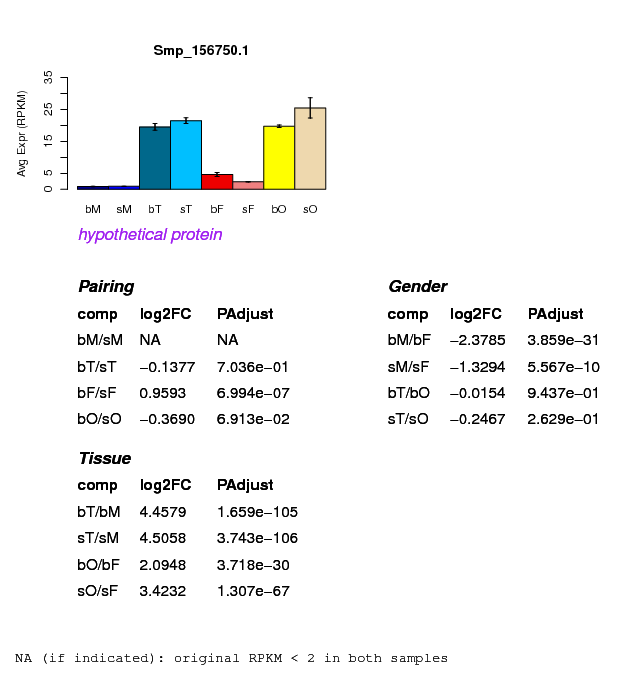 Smp_156750.1
Avg Expr (RPKM)
35
25
15
5
0
bM sM bT sT bF sF bO sO
hypothetical protein
Pairing
comp log2FC PAdjust
bM/sM NA NA
bT/sT −0.1377 7.036e−01
bF/sF 0.9593 6.994e−07
bO/sO −0.3690 6.913e−02
Gender
comp log2FC PAdjust
bM/bF −2.3785 3.859e−31
sM/sF −1.3294 5.567e−10
bT/bO −0.0154 9.437e−01
sT/sO −0.2467 2.629e−01
Tissue
comp log2FC PAdjust
bT/bM 4.4579 1.659e−105
sT/sM 4.5058 3.743e−106
bO/bF 2.0948 3.718e−30
sO/sF 3.4232 1.307e−67
NA (if indicated): original RPKM < 2 in both samples